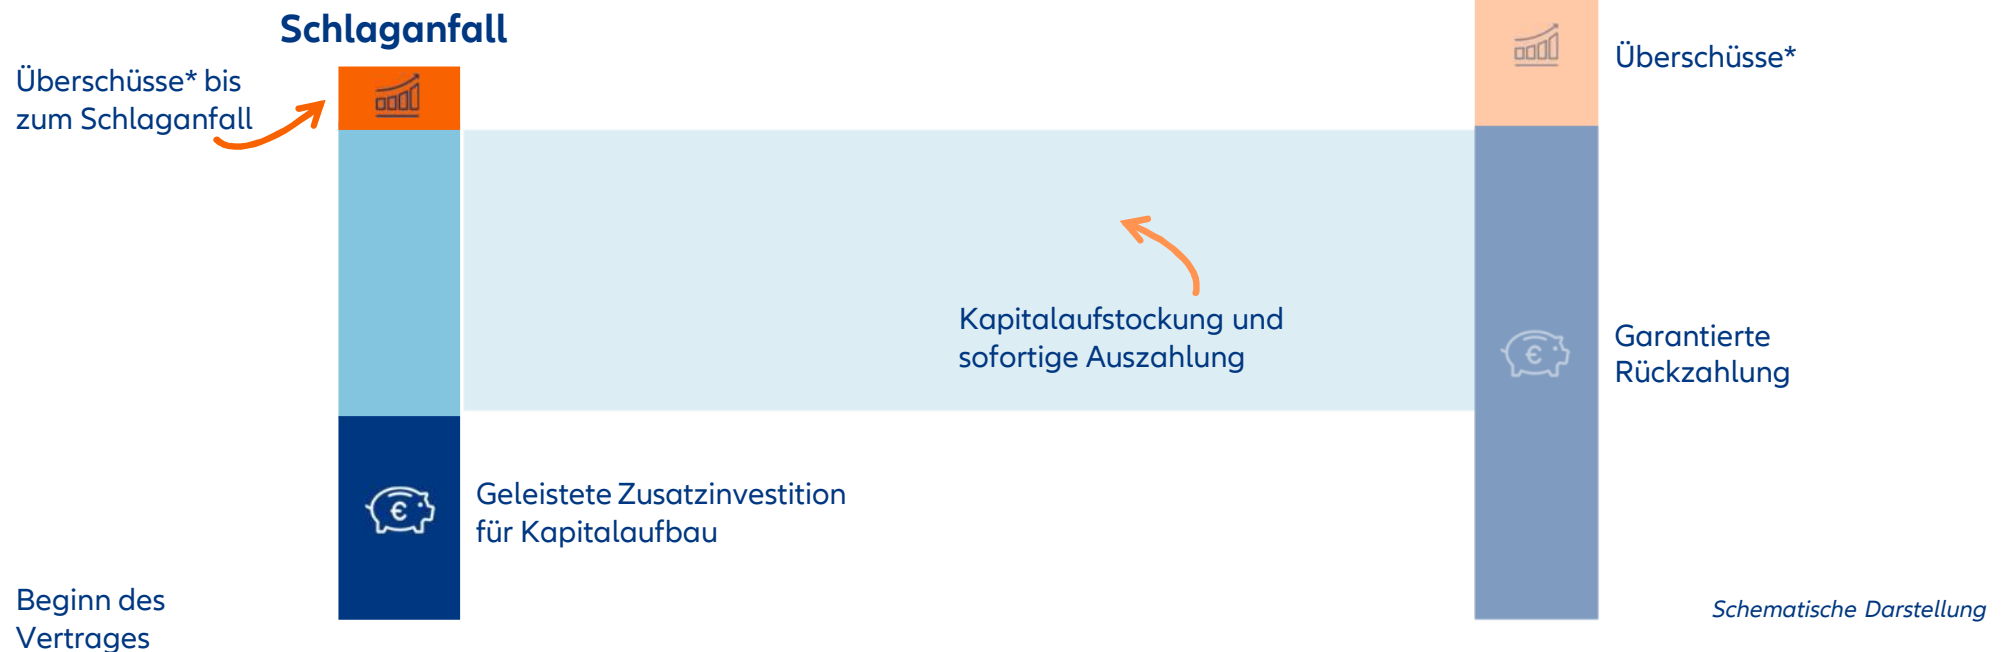 Schlaganfall
Überschüsse* bis
zum Schlaganfall
Überschüsse*
Kapitalaufstockung und
sofortige Auszahlung
Garantierte
Rückzahlung
€
€
Geleistete Zusatzinvestition
für Kapitalaufbau
Beginn des
Vertrages
Schematische Darstellung